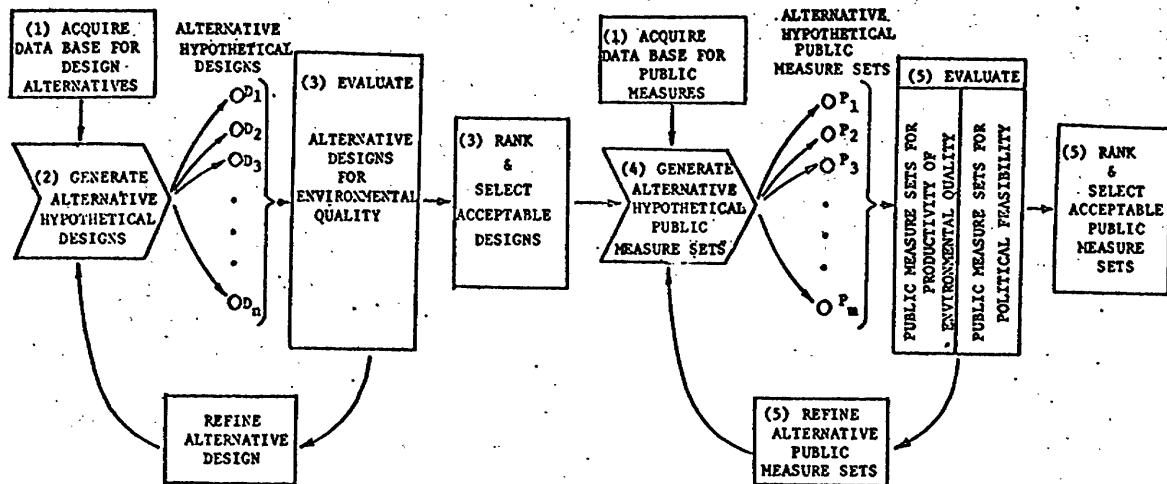 (1) ACQUIRE
DATA BASE FOR
DESIGN
ALTERNATIVES
ALTERNATIVE
HYPOTHETICAL
DESIGNS
D1
D2
D3
Dn
(2) GENERATE
ALTERNATIVE
HYPOTHETICAL
DESIGNS
(3) EVALUATE
ALTERNATIVE
DESIGNS
FOR
ENVIRONMENTAL
QUALITY
(3) RANK
&
SELECT
ACCEPTABLE
DESIGNS
REFINE
ALTERNATIVE
DESIGN
(1) ACQUIRE
DATA BASE FOR
PUBLIC
MEASURES
ALTERNATIVE
HYPOTHETICAL
PUBLIC
MEASURE SETS
P1
P2
P3
Pm
(4) GENERATE
ALTERNATIVE
HYPOTHETICAL
PUBLIC
MEASURE SETS
(5) EVALUATE
PUBLIC MEASURE SETS FOR
PRODUCTIVITY OF
ENVIRONMENTAL QUALITY
PUBLIC MEASURE SETS FOR
POLITICAL FEASIBILITY
(5) RANK
&
SELECT
ACCEPTABLE
PUBLIC
MEASURE
SETS
(5) REFINE
ALTERNATIVE
PUBLIC
MEASURE SETS